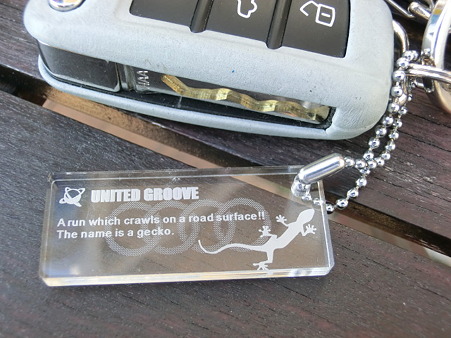 UNITED GROOVE
A run which crawls on a road surface!!
The name is a gecko.